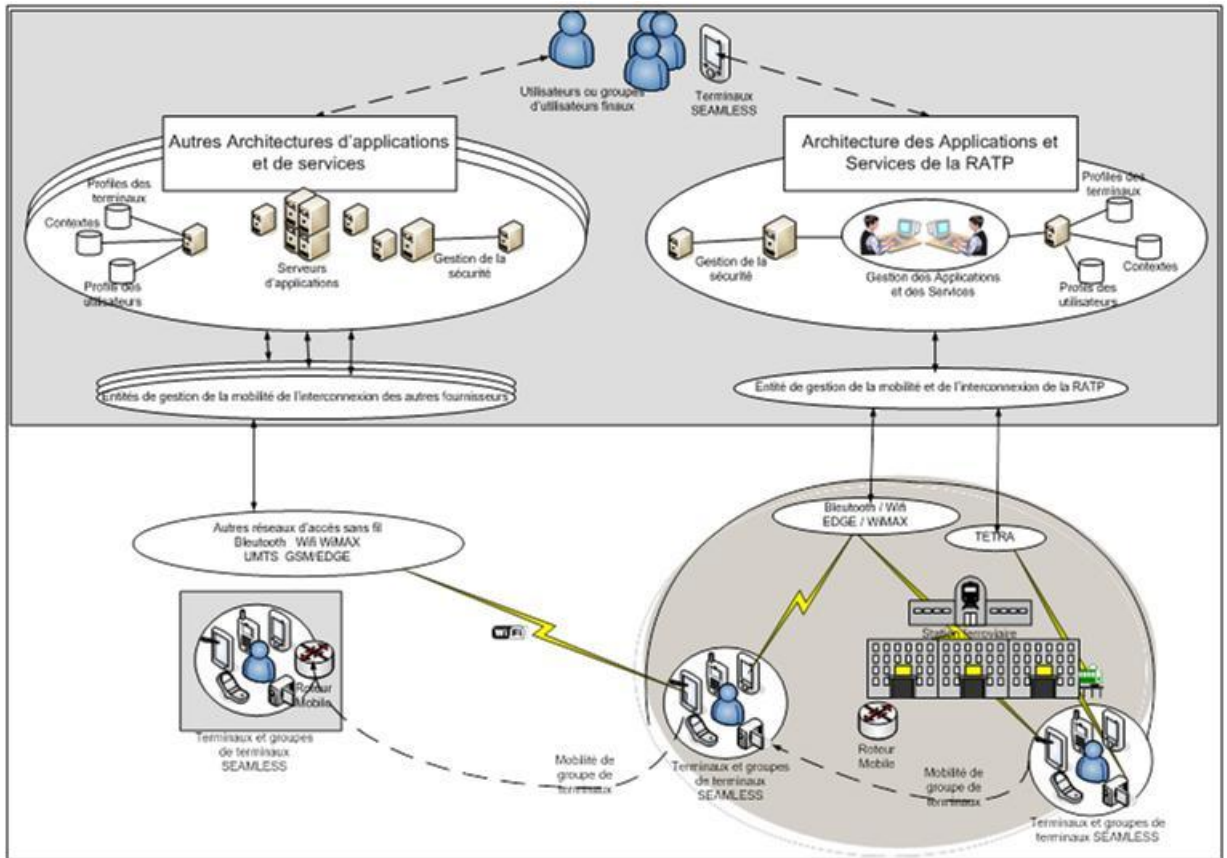 Utilisateurs ou groupes
d'utilisateurs finaux
Terminaux
SEAMLESS
Autres Architectures d'applications
et de services
Architecture des Applications et
Services de la RATP
Profiles des
terminaux
Contextes
Profils des
utilisateurs
Serveurs
d'applications
Gestion de la
sécurité
Gestion de la
sécurité
Gestion des Applications
et des Services
Profiles des
terminaux
Contextes
Profils des
utilisateurs
Entités de gestion de la mobilité de l'interconnexion des autres fournisseurs
Entité de gestion de la mobilité et de l'interconnexion de la RATP
Autres réseaux d'accès sans fil
Bleutooth Wifi WiMAX
UMTS GSM/EDGE
Bleutooth / Wifi
EDGE / WiMAX
TETRA
Wi Fi
Station ferroviaire
Roteur
Mobile
Terminaux et groupes
de terminaux
SEAMLESS
Mobilité de
groupe de
terminaux
Terminaux et groupes
de terminaux
SEAMLESS
Roteur
Mobile
Mobilité de
groupe de
terminaux
Terminaux et groupes de
terminaux SEAMLESS